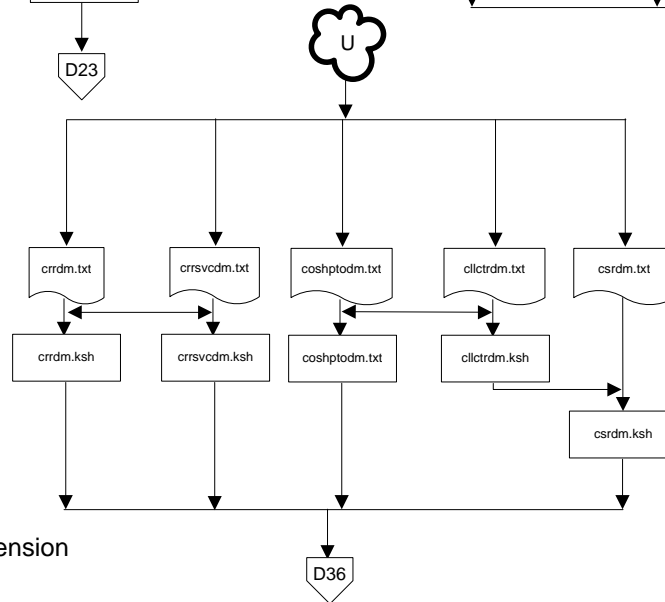 D23
U
crrdm.txt
crrsvcdm.txt
coshptodm.txt
cllctrdm.txt
csrdm.txt
crrdm.ksh
crrsvcdm.ksh
coshptodm.txt
cllctrdm.ksh
csrdm.ksh
ension
D36